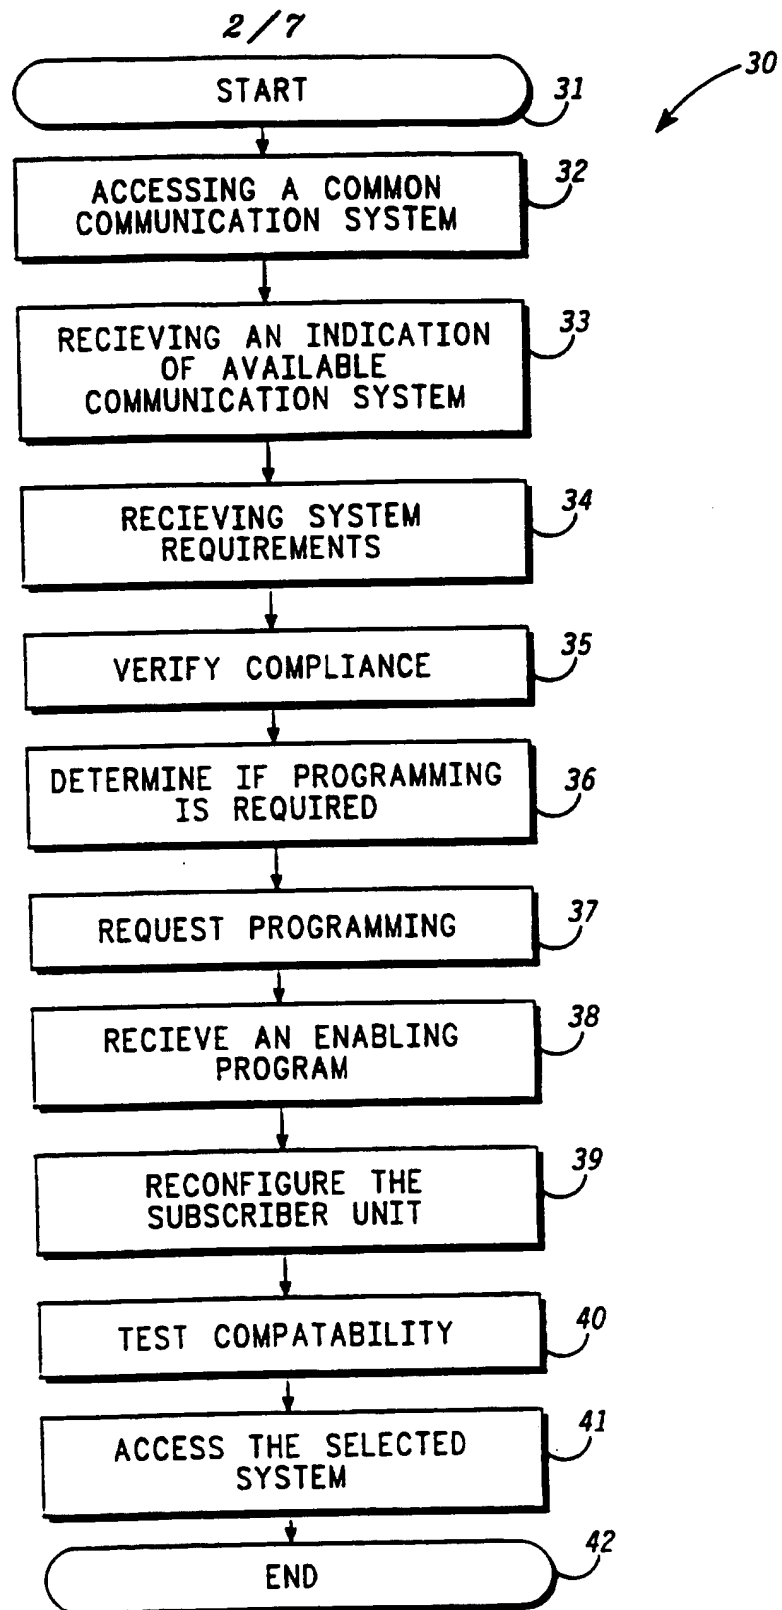 2/7
30
START
31
ACCESSING A COMMON
COMMUNICATION SYSTEM
32
RECIEVING AN INDICATION
OF AVAILABLE
COMMUNICATION SYSTEM
33
RECIEVING SYSTEM
REQUIREMENTS
34
VERIFY COMPLIANCE
35
DETERMINE IF PROGRAMMING
IS REQUIRED
36
REQUEST PROGRAMMING
37
RECIEVE AN ENABLING
PROGRAM
38
RECONFIGURE THE
SUBSCRIBER UNIT
39
TEST COMPATABILITY
40
ACCESS THE SELECTED
SYSTEM
41
END
42